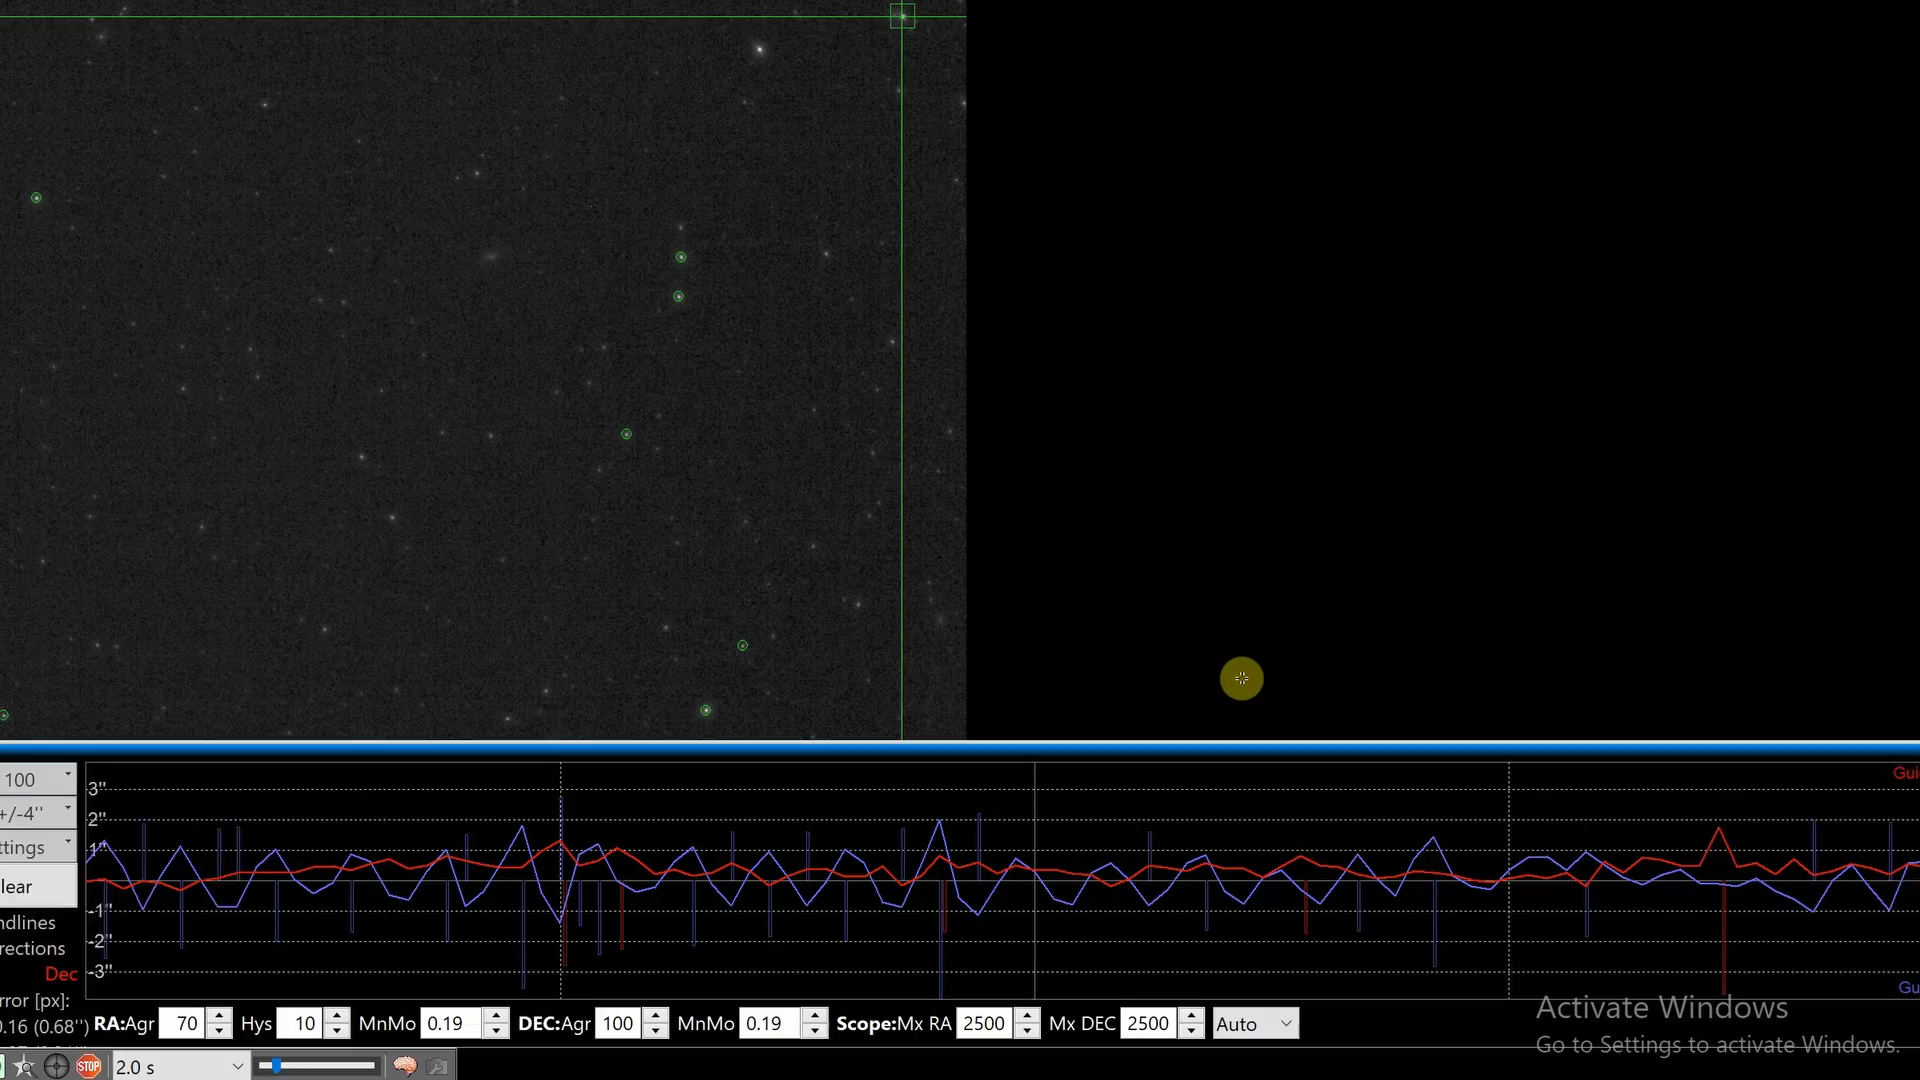 100
+/-4''
ttings
lear
ndlines
rections
Dec
rror [px]:
0.16 (0.68'')
3''
2''
1''
-1''
-2''
-3''
Gui
Gu
RA:Agr 70 Hys 10 MnMo 0.19 DEC:Agr 100 MnMo 0.19 Scope:Mx RA 2500 Mx DEC 2500 Auto
STOP 2.0 s
Activate Windows
Go to Settings to activate Windows.